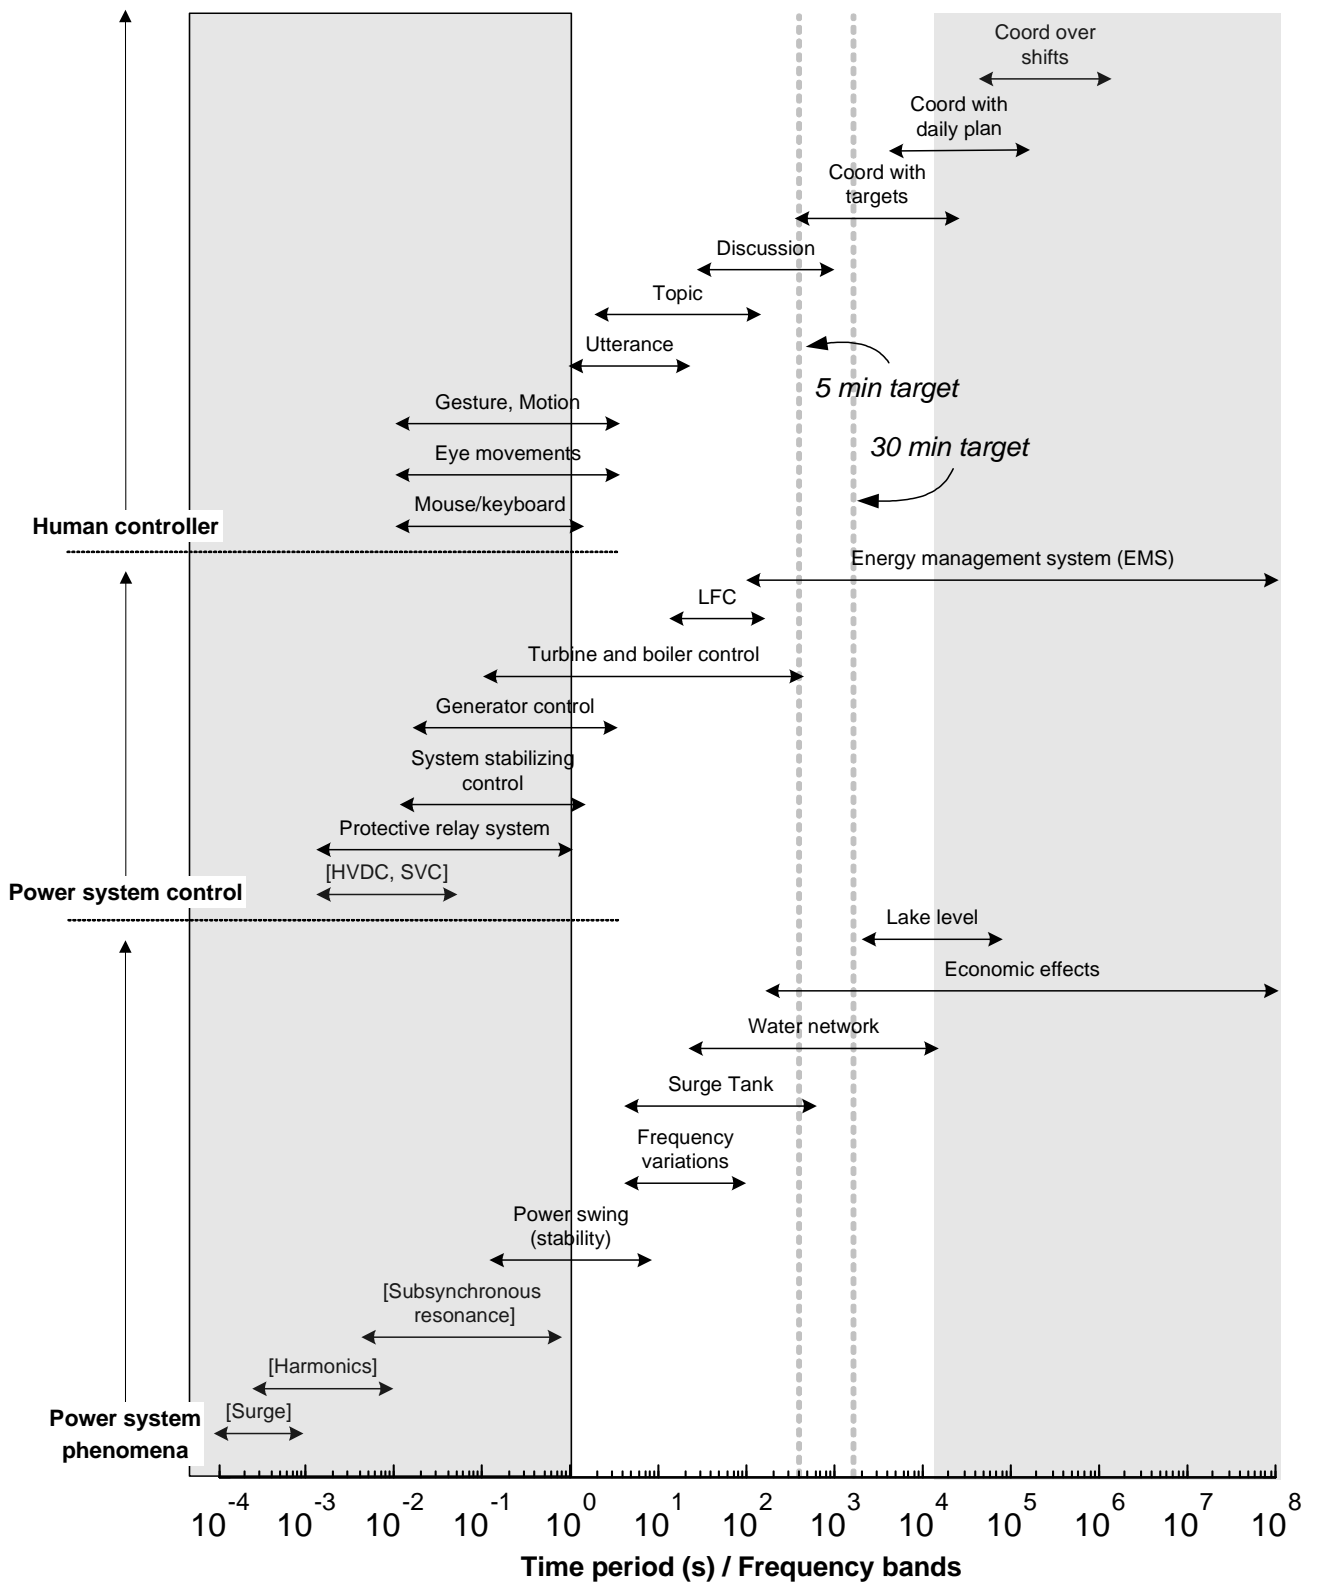 Coord over
shifts
Coord with
daily plan
Coord with
targets
Discussion
Topic
Utterance
5 min target
Gesture, Motion
30 min target
Eye movements
Mouse/keyboard
Human controller
Energy management system (EMS)
LFC
Turbine and boiler control
Generator control
System stabilizing
control
Protective relay system
[HVDC, SVC]
Power system control
Lake level
Economic effects
Water network
Surge Tank
Frequency
variations
Power swing
(stability)
[Subsynchronous
resonance]
[Harmonics]
[Surge]
Power system
phenomena
10^-4 10^-3 10^-2 10^-1 10^0 10^1 10^2 10^3 10^4 10^5 10^6 10^7 10^8
Time period (s) / Frequency bands